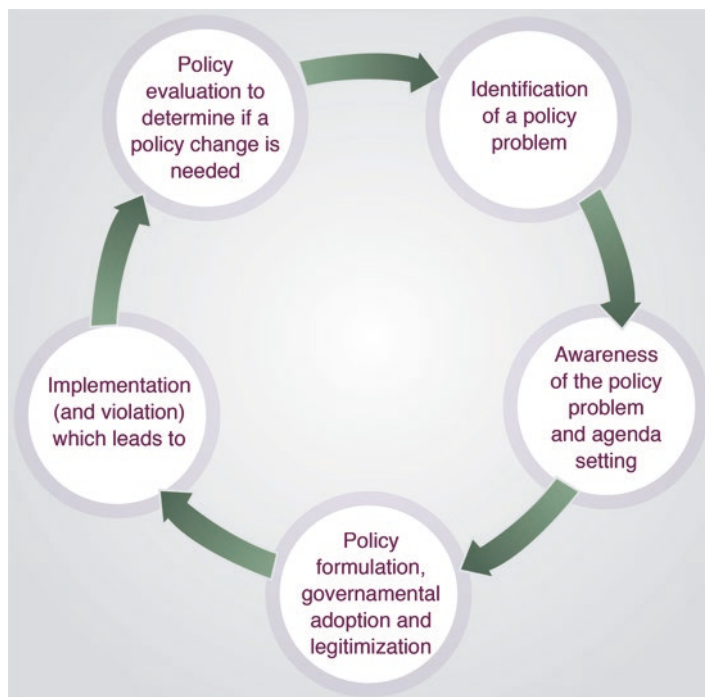 Policy
evaluation to
determine if a
policy change is
needed
Identification
of a policy
problem
Awareness
of the policy
problem
and agenda
setting
Policy
formulation,
governamental
adoption and
legitimization
Implementation
(and violation)
which leads to